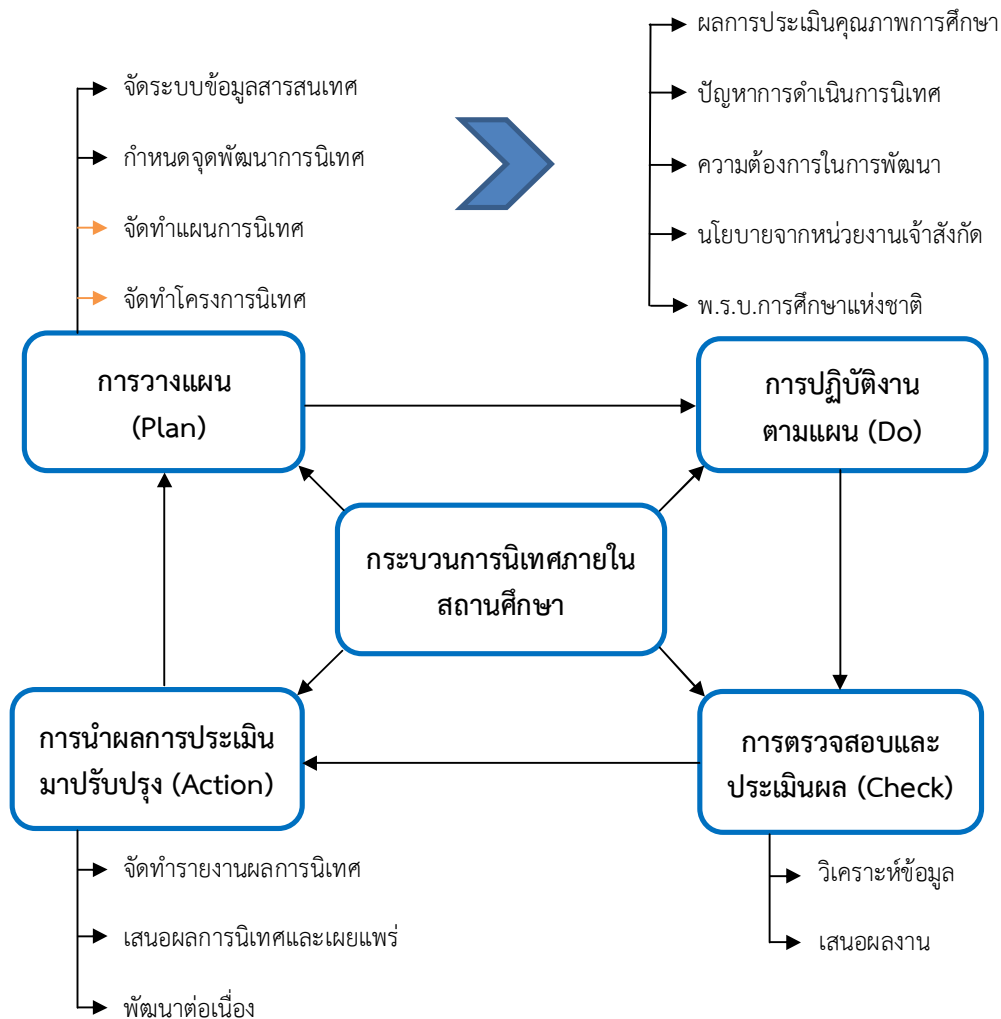 จัดระบบข้อมูลสารสนเทศ
กำหนดจุดพัฒนาการนิเทศ
จัดทำแผนการนิเทศ
จัดทำโครงการนิเทศ
ผลการประเมินคุณภาพการศึกษา
ปัญหาการดำเนินการนิเทศ
ความต้องการในการพัฒนา
นโยบายจากหน่วยงานเจ้าสังกัด
พ.ร.บ.การศึกษาแห่งชาติ
การวางแผน
(Plan)
การปฏิบัติงาน
ตามแผน (Do)
กระบวนการนิเทศภายใน
สถานศึกษา
การนำผลการประเมิน
มาปรับปรุง (Action)
การตรวจสอบและ
ประเมินผล (Check)
จัดทำรายงานผลการนิเทศ
เสนอผลการนิเทศและเผยแพร่
พัฒนาต่อเนื่อง
วิเคราะห์ข้อมูล
เสนอผลงาน